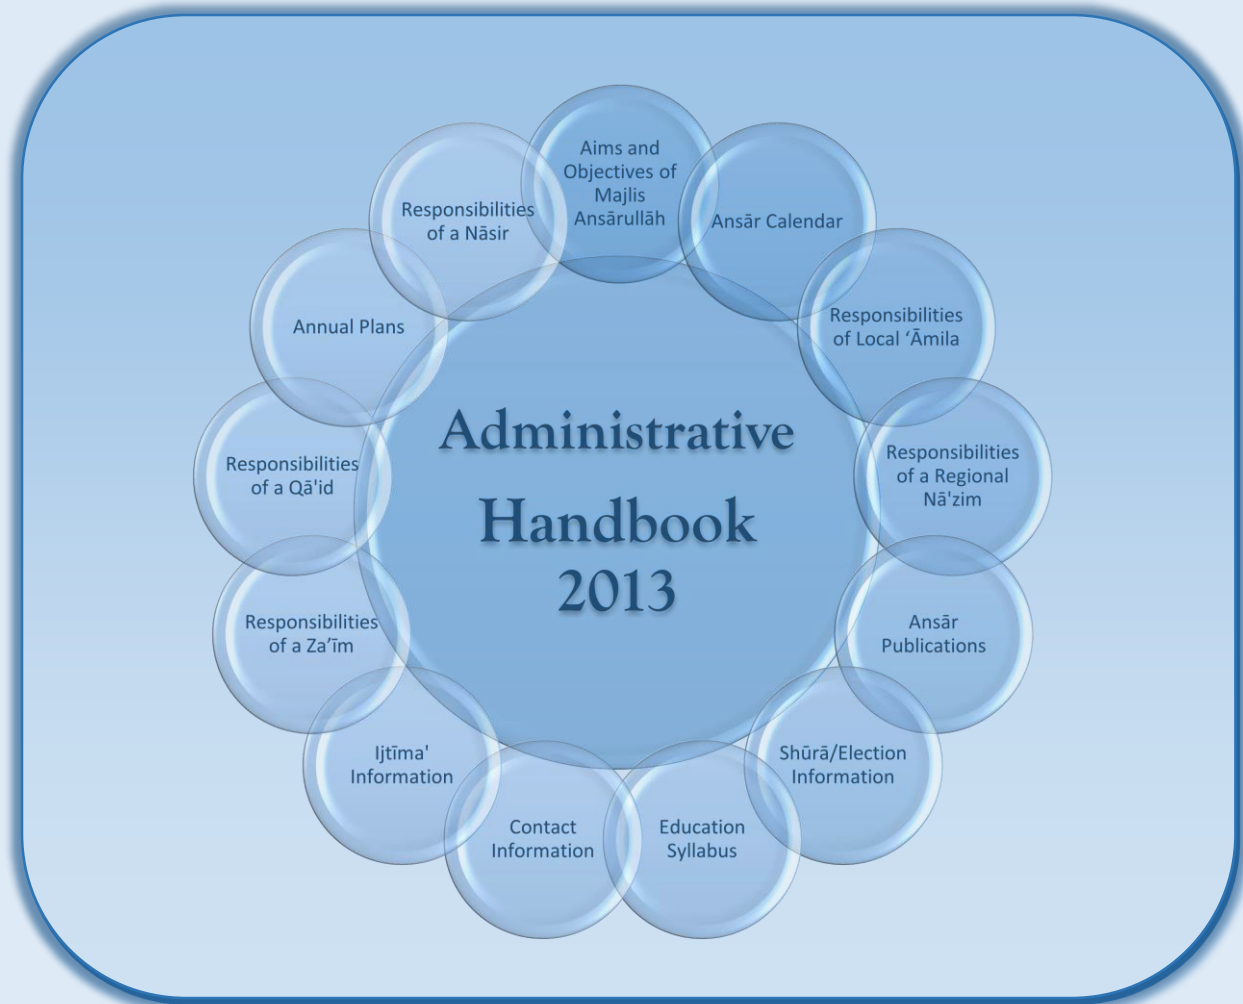 Aims and
Objectives of
Majlis
Ansārullāh
Ansār Calendar
Responsibilities
of Local ‘Āmila
Responsibilities
of a Regional
Nā'zim
Ansār
Publications
Shūrā/Election
Information
Education
Syllabus
Contact
Information
Ijtīma'
Information
Responsibilities
of a Za’īm
Responsibilities
of a Qā'id
Annual Plans
Responsibilities
of a Nāsir
Administrative
Handbook
2013